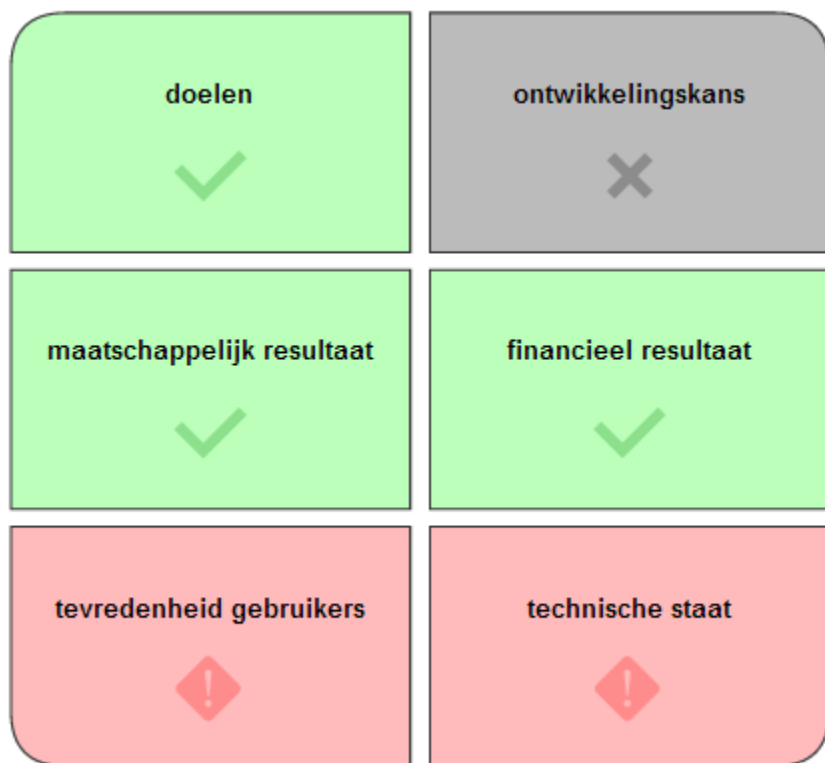 doelen
ontwikkelingskans
maatschappelijk resultaat
financieel resultaat
tevredenheid gebruikers
technische staat